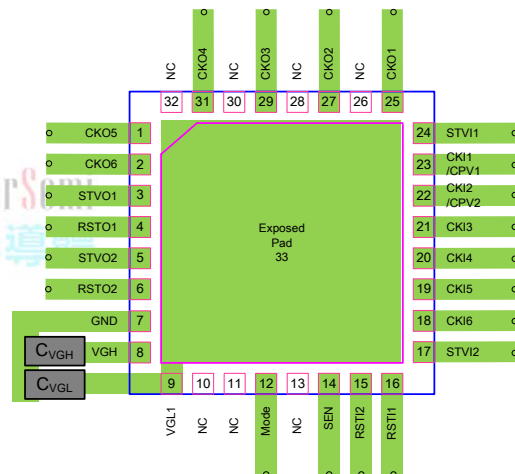 NC
CKO4
NC
CKO3
NC
CKO2
NC
CKO1
32
31
30
29
28
27
26
25
CKO5 1
CKO6 2
STVO1 3
RSTO1 4
STVO2 5
RSTO2 6
GND 7
CVGH VGH 8
CVGL
24 STVI1
23 CKI1
/CPV1
22 CKI2
/CPV2
21 CKI3
20 CKI4
19 CKI5
18 CKI6
17 STVI2
Exposed
Pad
33
9
10
11
12
13
14
15
16
VGL1
NC
NC
Mode
NC
SEN
RSTI2
RSTI1